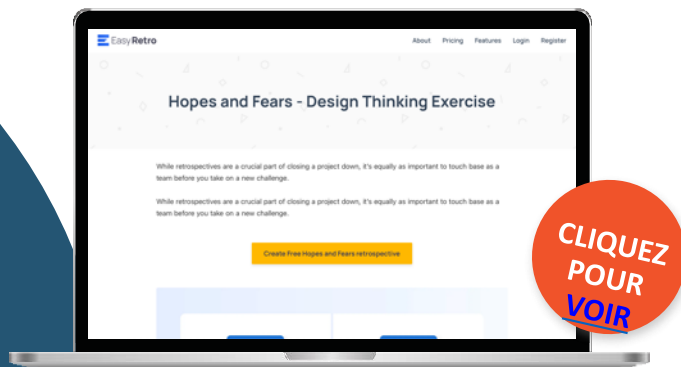 EasyRetro
About Pricing Features Login Register
Hopes and Fears - Design Thinking Exercise
While retrospectives are a crucial part of closing a project down, it's equally as important to touch base as a
team before you take on a new challenge.
While retrospectives are a crucial part of closing a project down, it's equally as important to touch base as a
team before you take on a new challenge.
Create Free Hopes and Fears retrospective
CLIQUEZ
POUR
VOIR